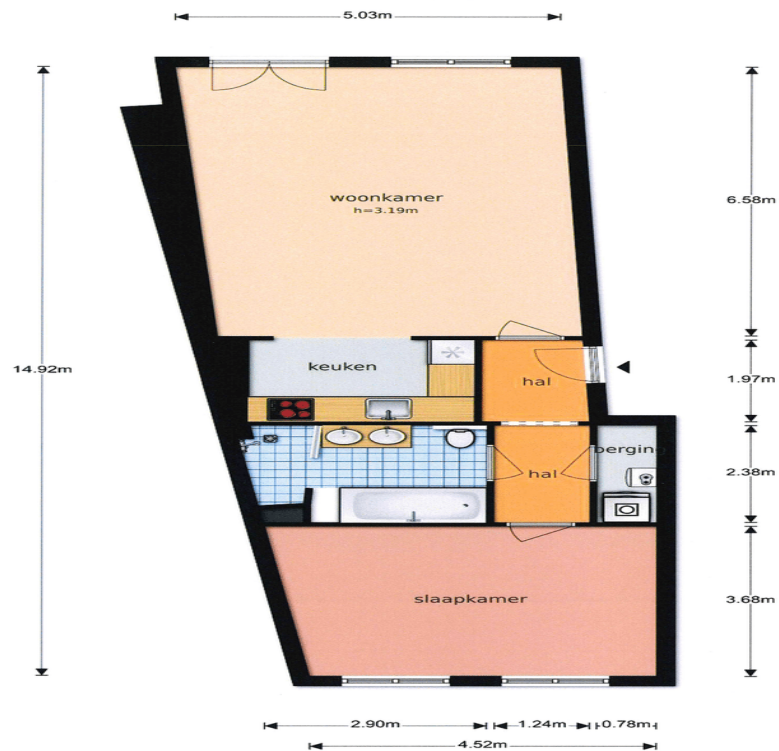 5.03m
woonkamer
h=3.19m
6.58m
14.92m
keuken
hal
1.97m
berging
hal
2.38m
slaapkamer
3.68m
2.90m
1.24m
0.78m
4.52m